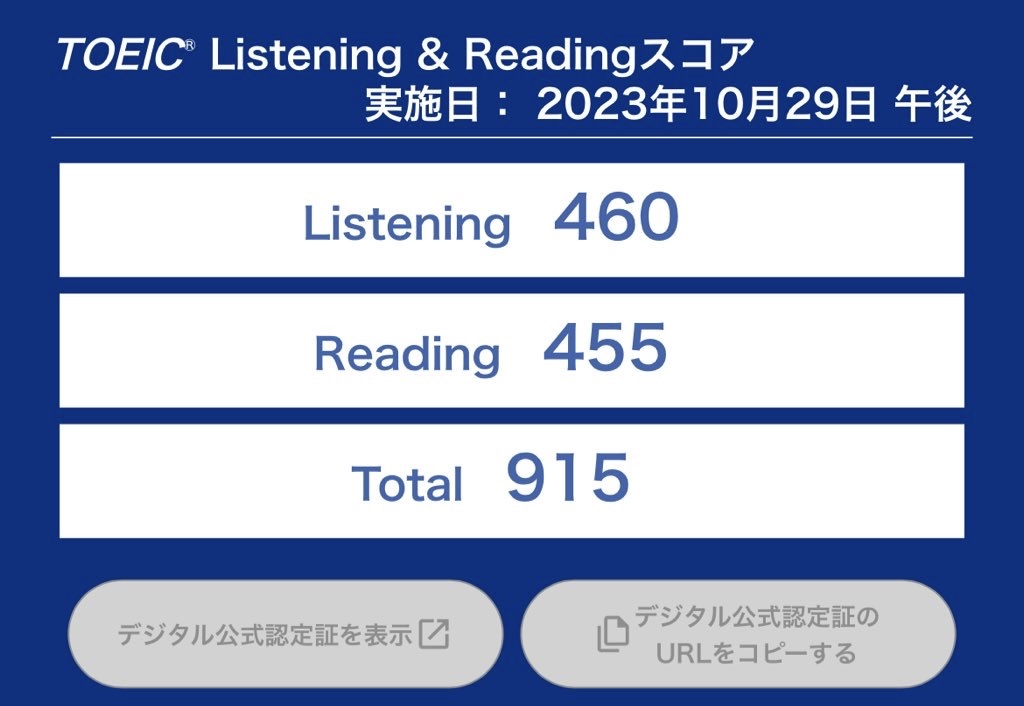 TOEIC® Listening & Readingスコア
実施日： 2023年10月29日 午後
Listening 460
Reading 455
Total 915
デジタル公式認定証を表示
デジタル公式認定証の
URLをコピーする